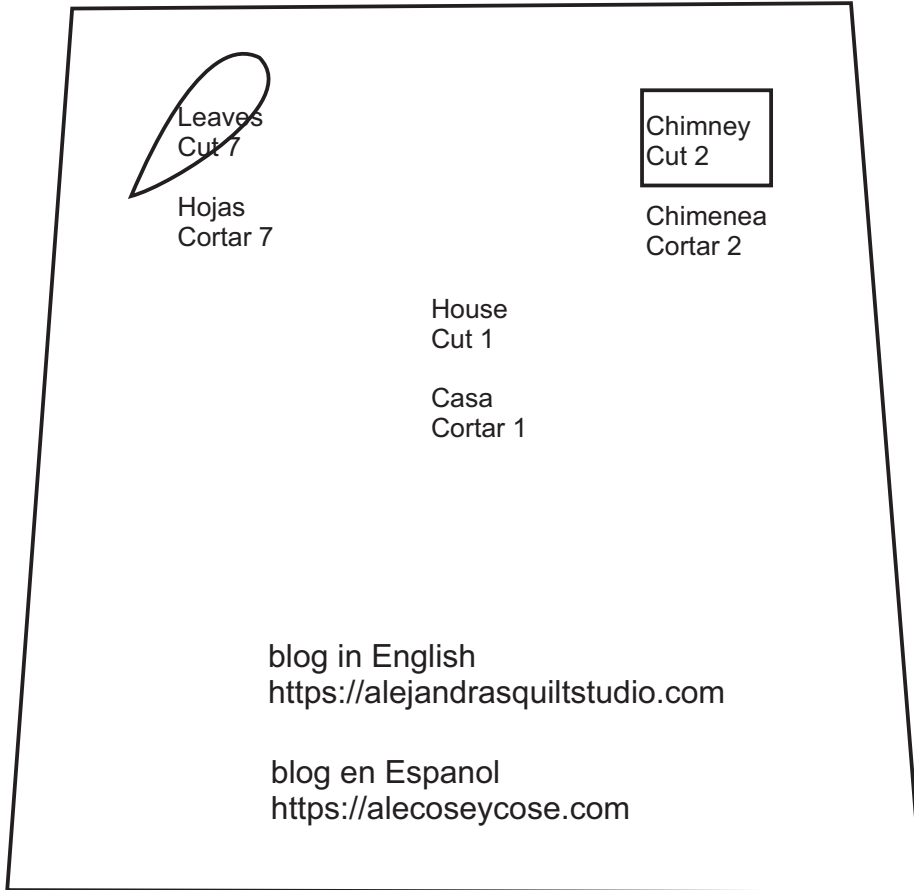 Leaves
Cut 7
Hojas
Cortar 7
Chimney
Cut 2
Chimenea
Cortar 2
House
Cut 1
Casa
Cortar 1
blog in English
https://alejandrasquiltstudio.com
blog en Espanol
https://alecoseycose.com